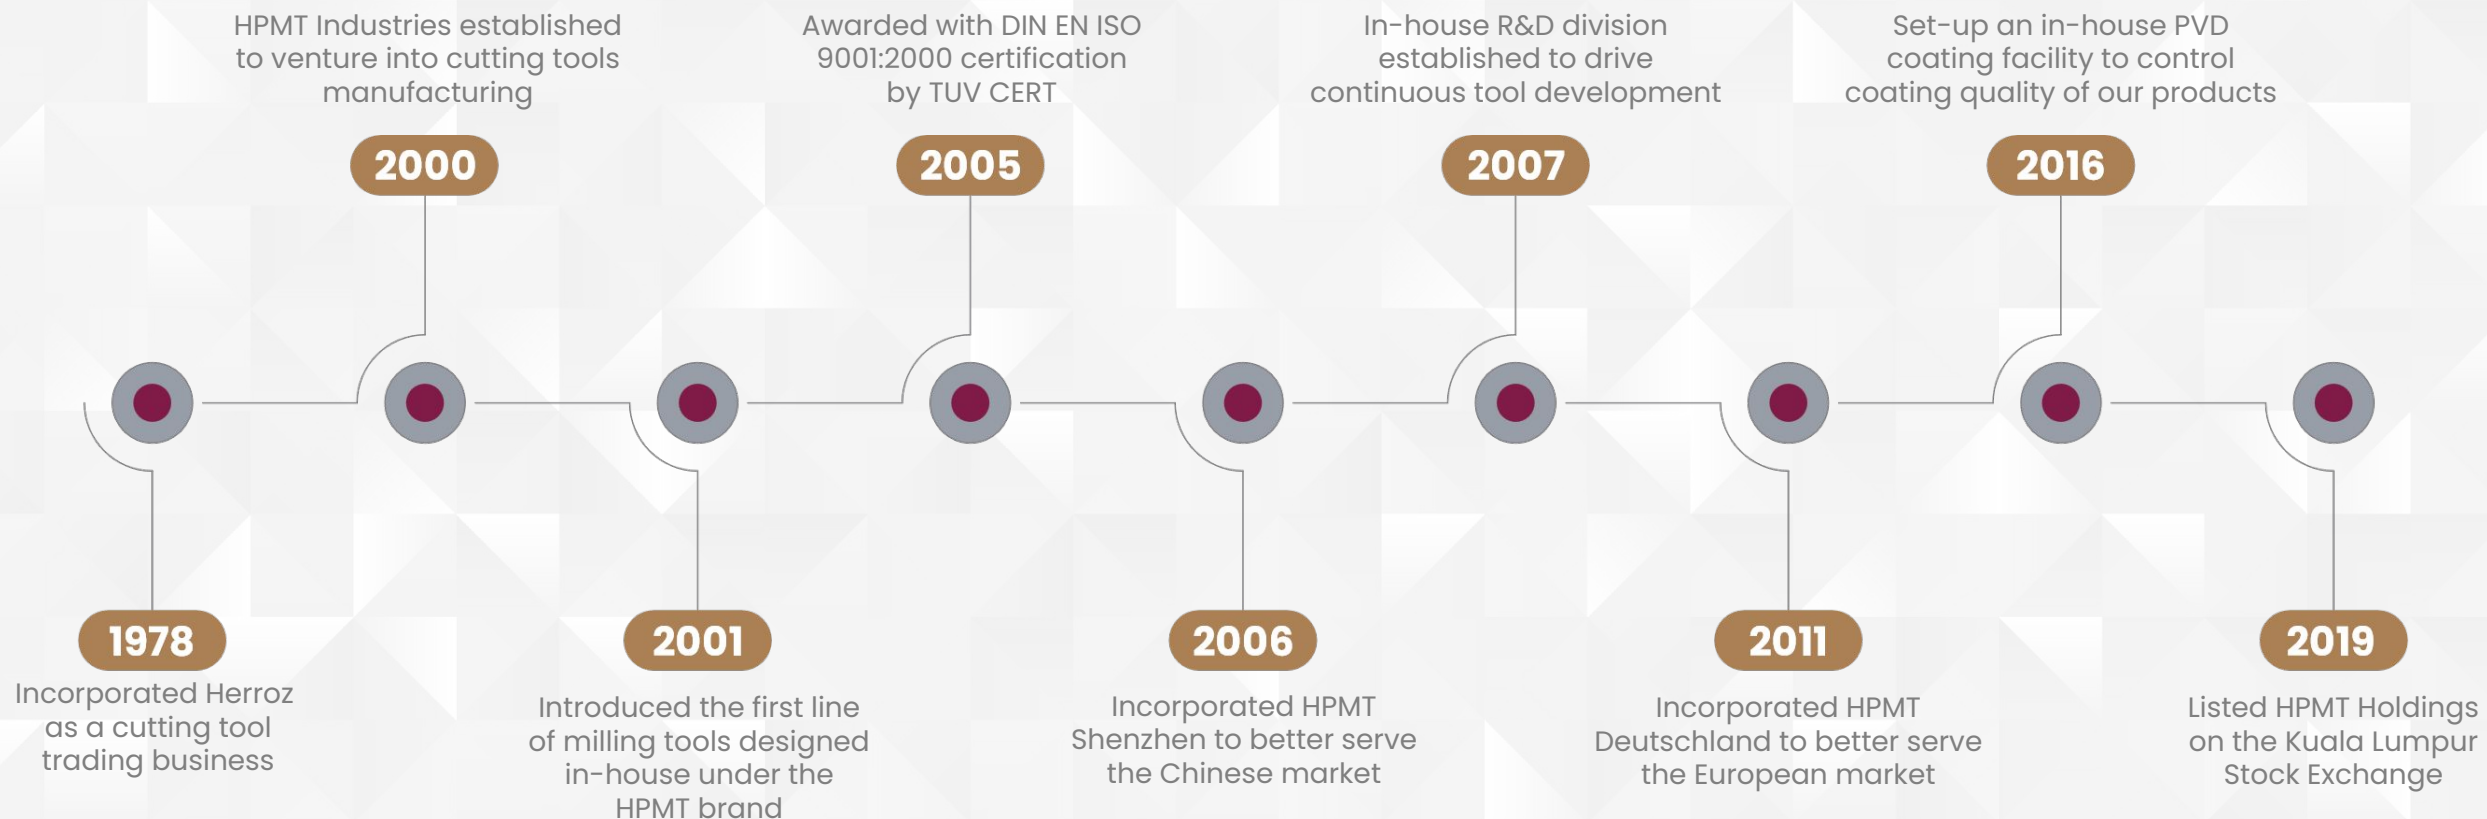 HPMT Industries established
to venture into cutting tools
manufacturing
2000
Awarded with DIN EN ISO
9001:2000 certification
by TUV CERT
2005
In-house R&D division
established to drive
continuous tool development
2007
Set-up an in-house PVD
coating facility to control
coating quality of our products
2016
1978
Incorporated Herroz
as a cutting tool
trading business
2001
Introduced the first line
of milling tools designed
in-house under the
HPMT brand
2006
Incorporated HPMT
Shenzhen to better serve
the Chinese market
2011
Incorporated HPMT
Deutschland to better serve
the European market
2019
Listed HPMT Holdings
on the Kuala Lumpur
Stock Exchange